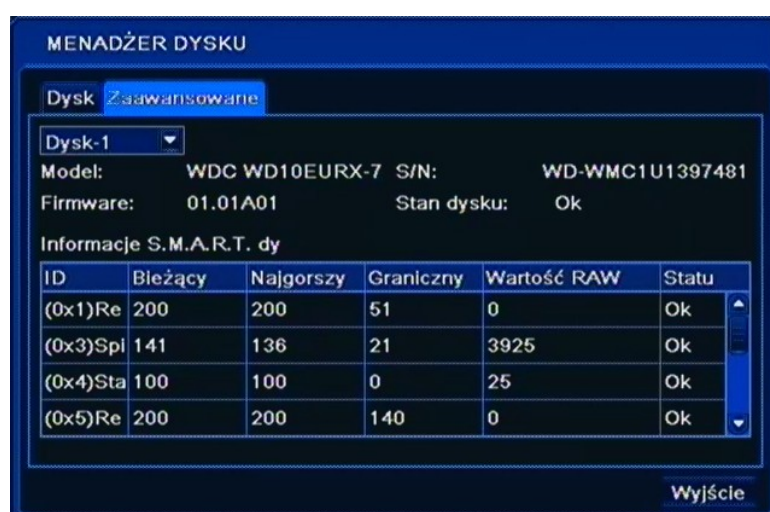 MENADŻER DYSKU
Dysk Zaawansowane
Dysk-1
Model: WDC WD10EURX-7 S/N: WD-WMC1U1397481
Firmware: 01.01A01 Stan dysku: Ok
Informacje S.M.A.R.T. dy
ID Bieżący Najgorszy Graniczny Wartość RAW Statu
(0x1)Re 200 200 51 0 Ok
(0x3)Spi 141 136 21 3925 Ok
(0x4)Sta 100 100 0 25 Ok
(0x5)Re 200 200 140 0 Ok
Wyjście